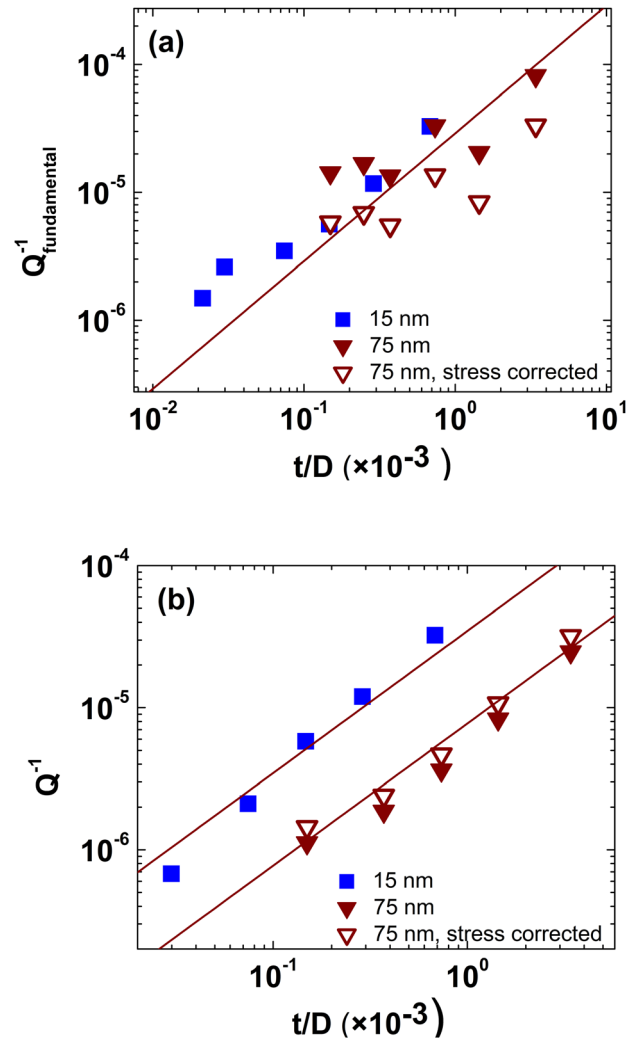 (a)
10⁻⁴
10⁻⁵
10⁻⁶
Q⁻¹fundamental
15 nm
75 nm
75 nm, stress corrected
10⁻² 10⁻¹ 10⁰ 10¹
t/D (×10⁻³)
(b)
10⁻⁴
10⁻⁵
10⁻⁶
Q⁻¹
15 nm
75 nm
75 nm, stress corrected
10⁻¹ 10⁰
t/D (×10⁻³)